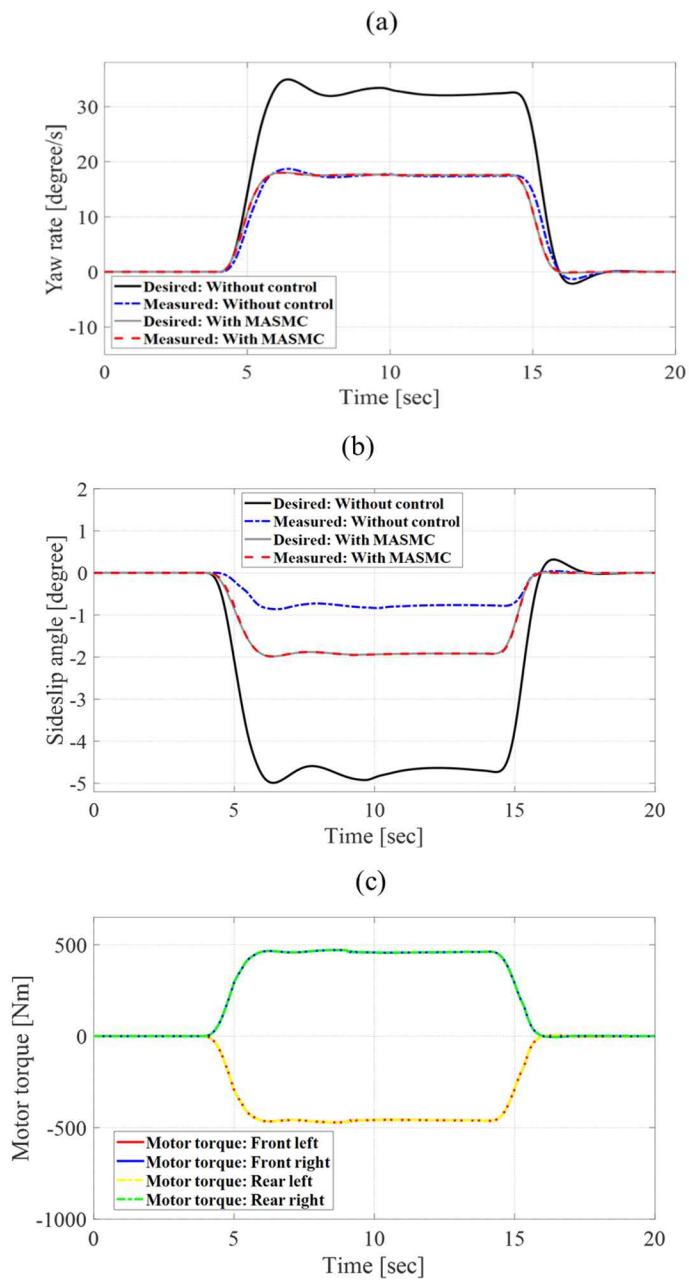 (a)
30
20
10
0
-10
Yaw rate [degree/s]
Desired: Without control
Measured: Without control
Desired: With MASMC
Measured: With MASMC
0 5 10 15 20
Time [sec]
(b)
2
1
0
-1
-2
-3
-4
-5
Sideslip angle [degree]
Desired: Without control
Measured: Without control
Desired: With MASMC
Measured: With MASMC
0 5 10 15 20
Time [sec]
(c)
500
0
-500
-1000
Motor torque [Nm]
Motor torque: Front left
Motor torque: Front right
Motor torque: Rear left
Motor torque: Rear right
0 5 10 15 20
Time [sec]